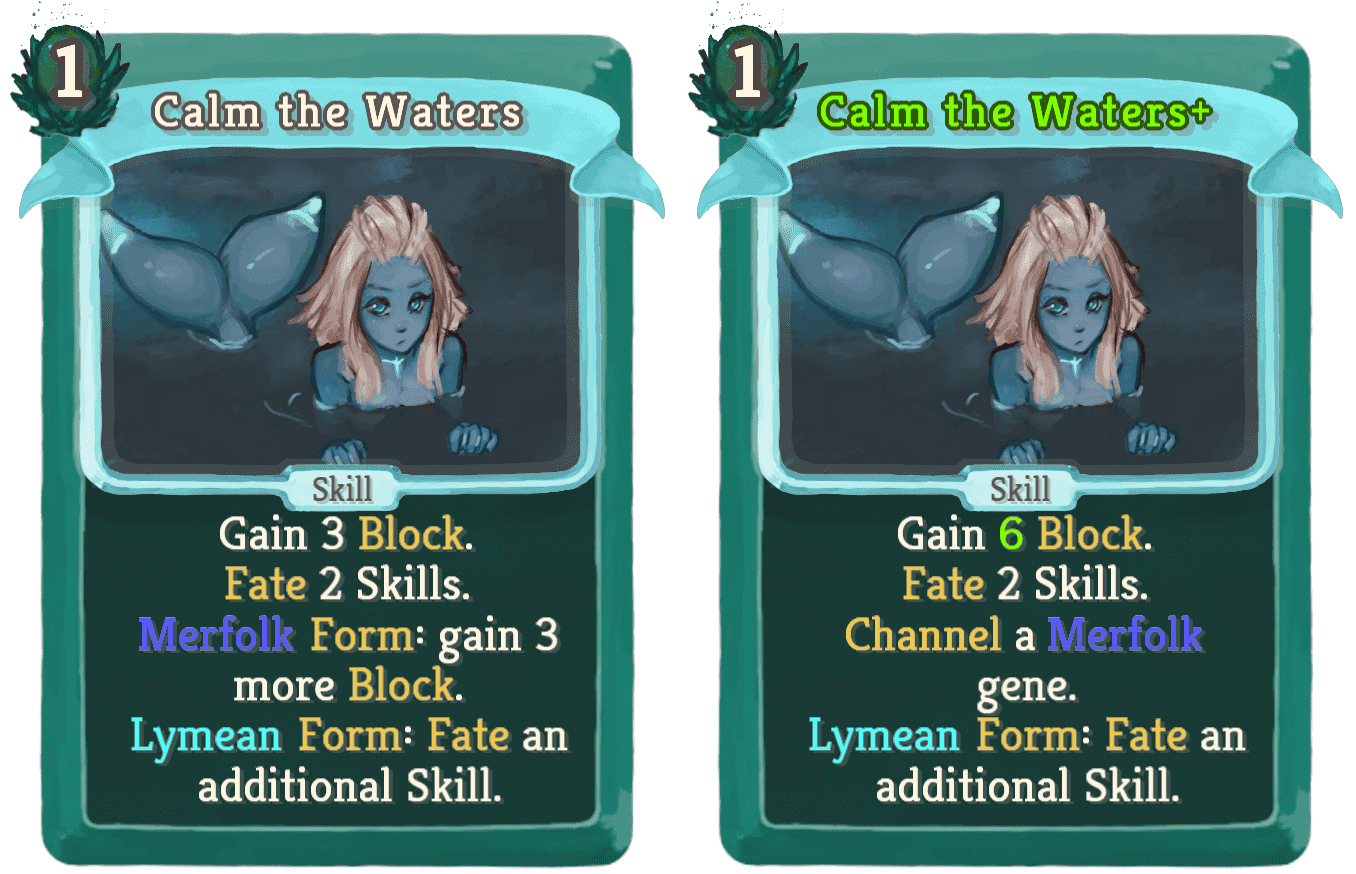 1
Calm the Waters
Skill
Gain 3 Block.
Fate 2 Skills.
Merfolk Form: gain 3
more Block.
Lymean Form: Fate an
additional Skill.
1
Calm the Waters+
Skill
Gain 6 Block.
Fate 2 Skills.
Channel a Merfolk
gene.
Lymean Form: Fate an
additional Skill.